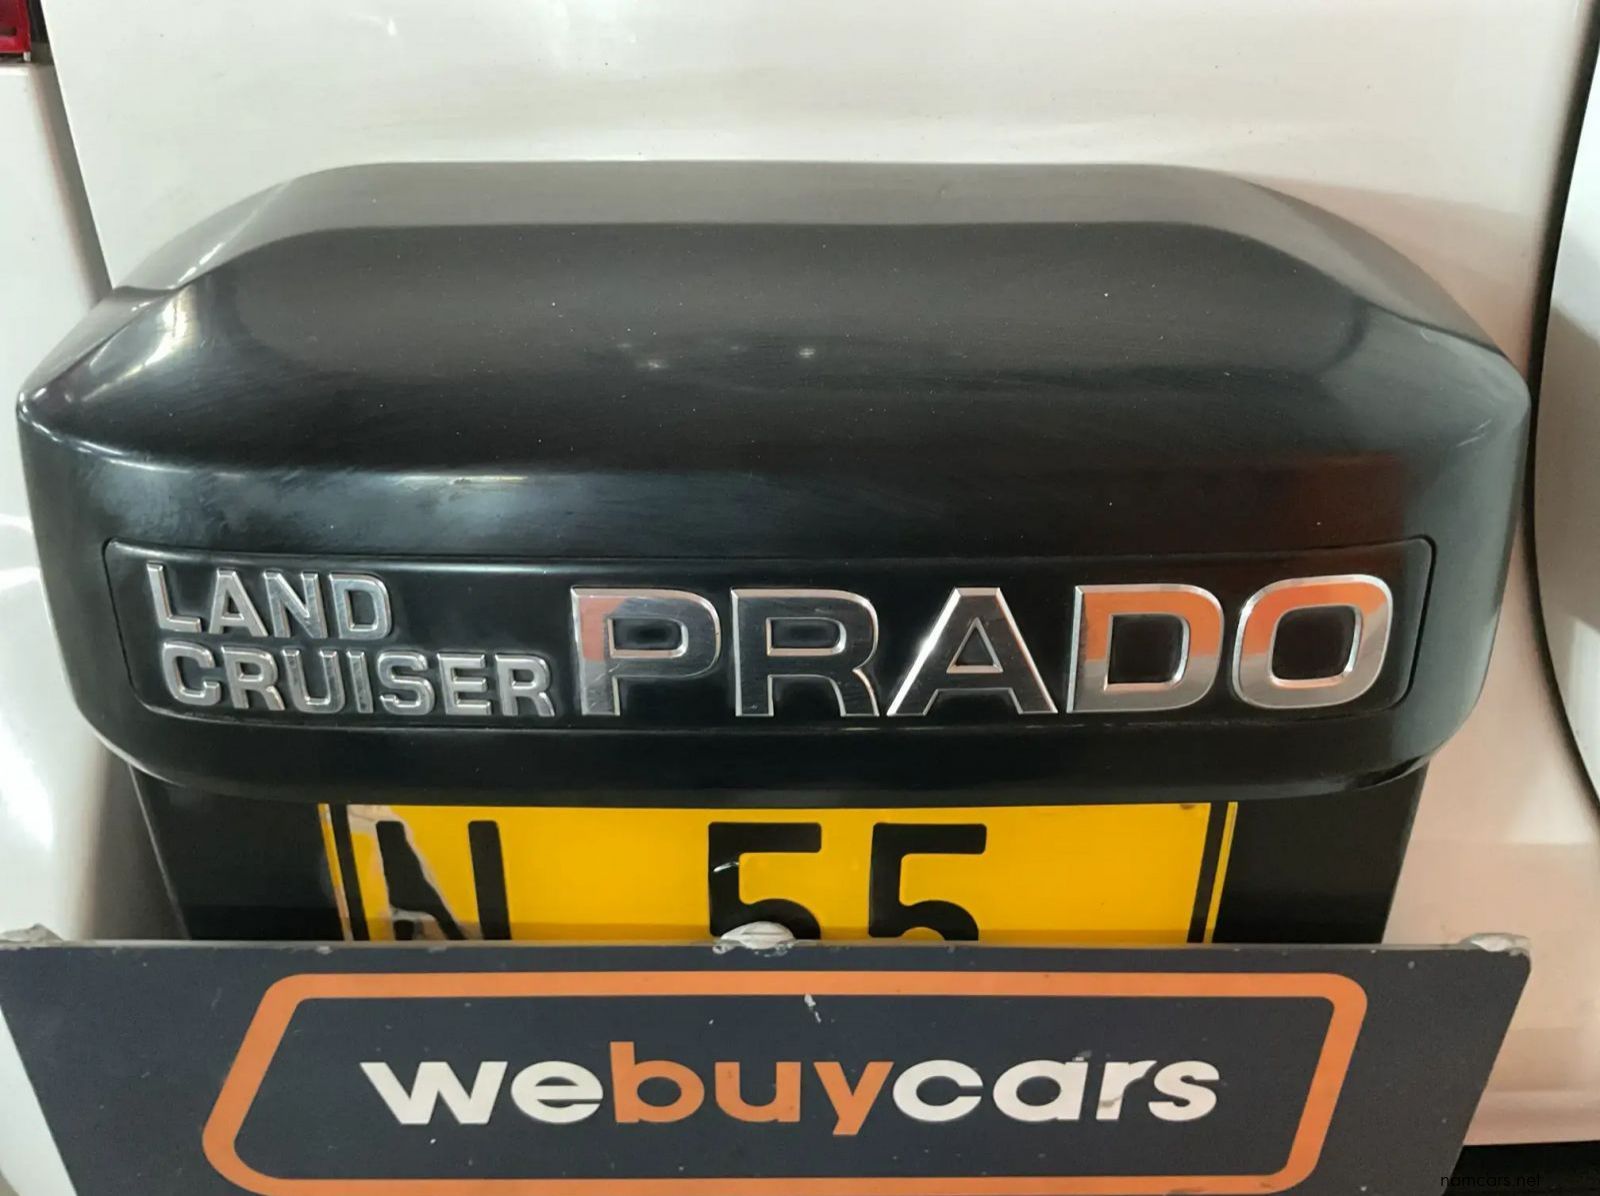 LAND
CRUISER PRADO
N 55
webuycars
namcars.net